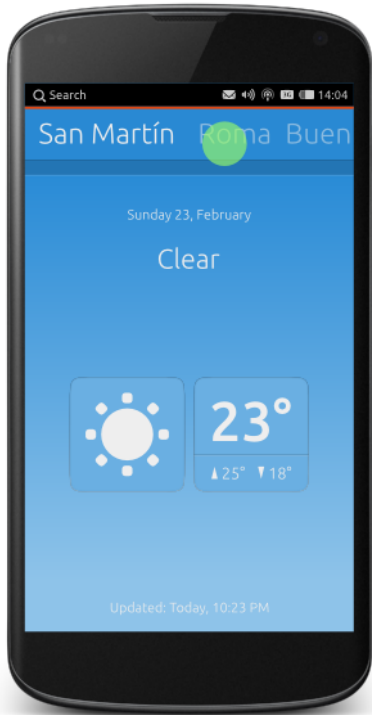 Search 3G 14:04
San Martín Roma Buen
Sunday 23, February
Clear
23°
25° 18°
Updated: Today, 10:23 PM